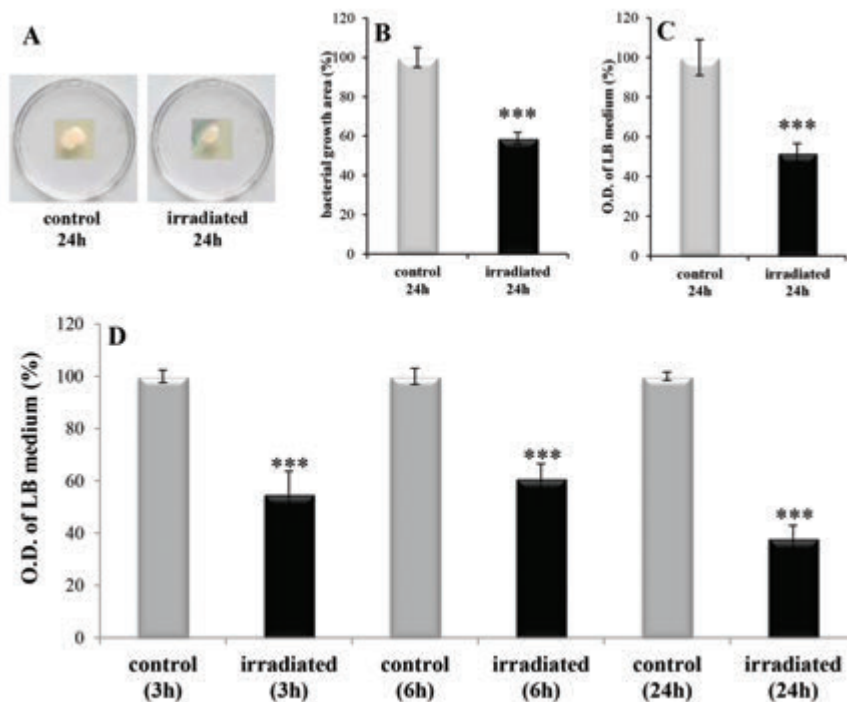 A
control
24h
irradiated
24h
B
bacterial growth area (%)
120
100
80
60
40
20
0
***
control
24h
irradiated
24h
C
O.D. of LB medium (%)
120
100
80
60
40
20
0
***
control
24h
irradiated
24h
D
O.D. of LB medium (%)
120
100
80
60
40
20
0
***
***
***
control
(3h)
irradiated
(3h)
control
(6h)
irradiated
(6h)
control
(24h)
irradiated
(24h)